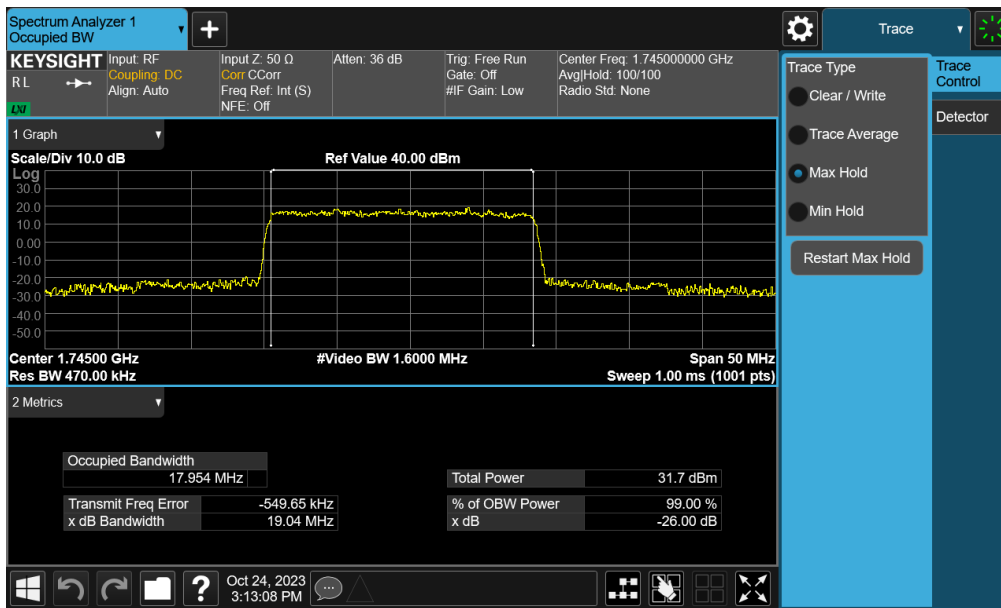 Spectrum Analyzer 1
Occupied BW
▼
+
Trace
▼
KEYSIGHT
R L
LXI
Input: RF
Coupling: DC
Align: Auto
Input Z: 50 Ω
Corr CCorr
Freq Ref: Int (S)
NFE: Off
Atten: 36 dB
Trig: Free Run
Gate: Off
#IF Gain: Low
Center Freq: 1.745000000 GHz
Avg|Hold: 100/100
Radio Std: None
1 Graph ▼
Scale/Div 10.0 dB
Ref Value 40.00 dBm
Log
30.0
20.0
10.0
0.00
-10.0
-20.0
-30.0
-40.0
-50.0
Center 1.74500 GHz
#Video BW 1.6000 MHz
Span 50 MHz
Res BW 470.00 kHz
Sweep 1.00 ms (1001 pts)
2 Metrics ▼
Occupied Bandwidth
17.954 MHz
Total Power 31.7 dBm
Transmit Freq Error -549.65 kHz
% of OBW Power 99.00 %
x dB Bandwidth 19.04 MHz
x dB -26.00 dB
Trace Type
Clear / Write
Trace Average
Max Hold
Min Hold
Restart Max Hold
Trace
Control
Detector
?
Oct 24, 2023
3:13:08 PM